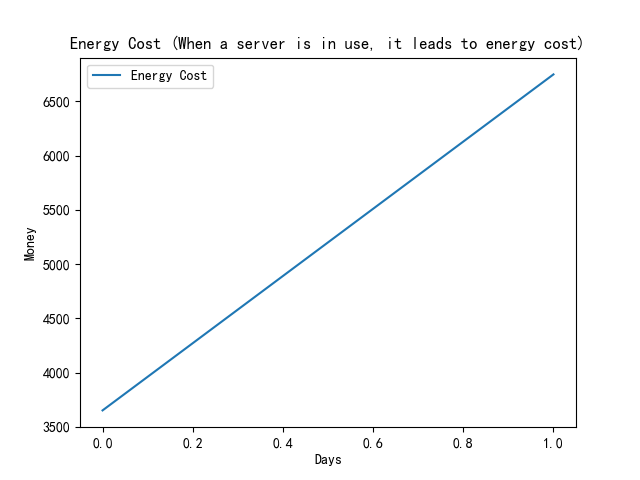 Energy Cost (When a server is in use, it leads to energy cost)
Energy Cost
6500
6000
5500
5000
4500
4000
3500
Money
0.0 0.2 0.4 0.6 0.8 1.0
Days